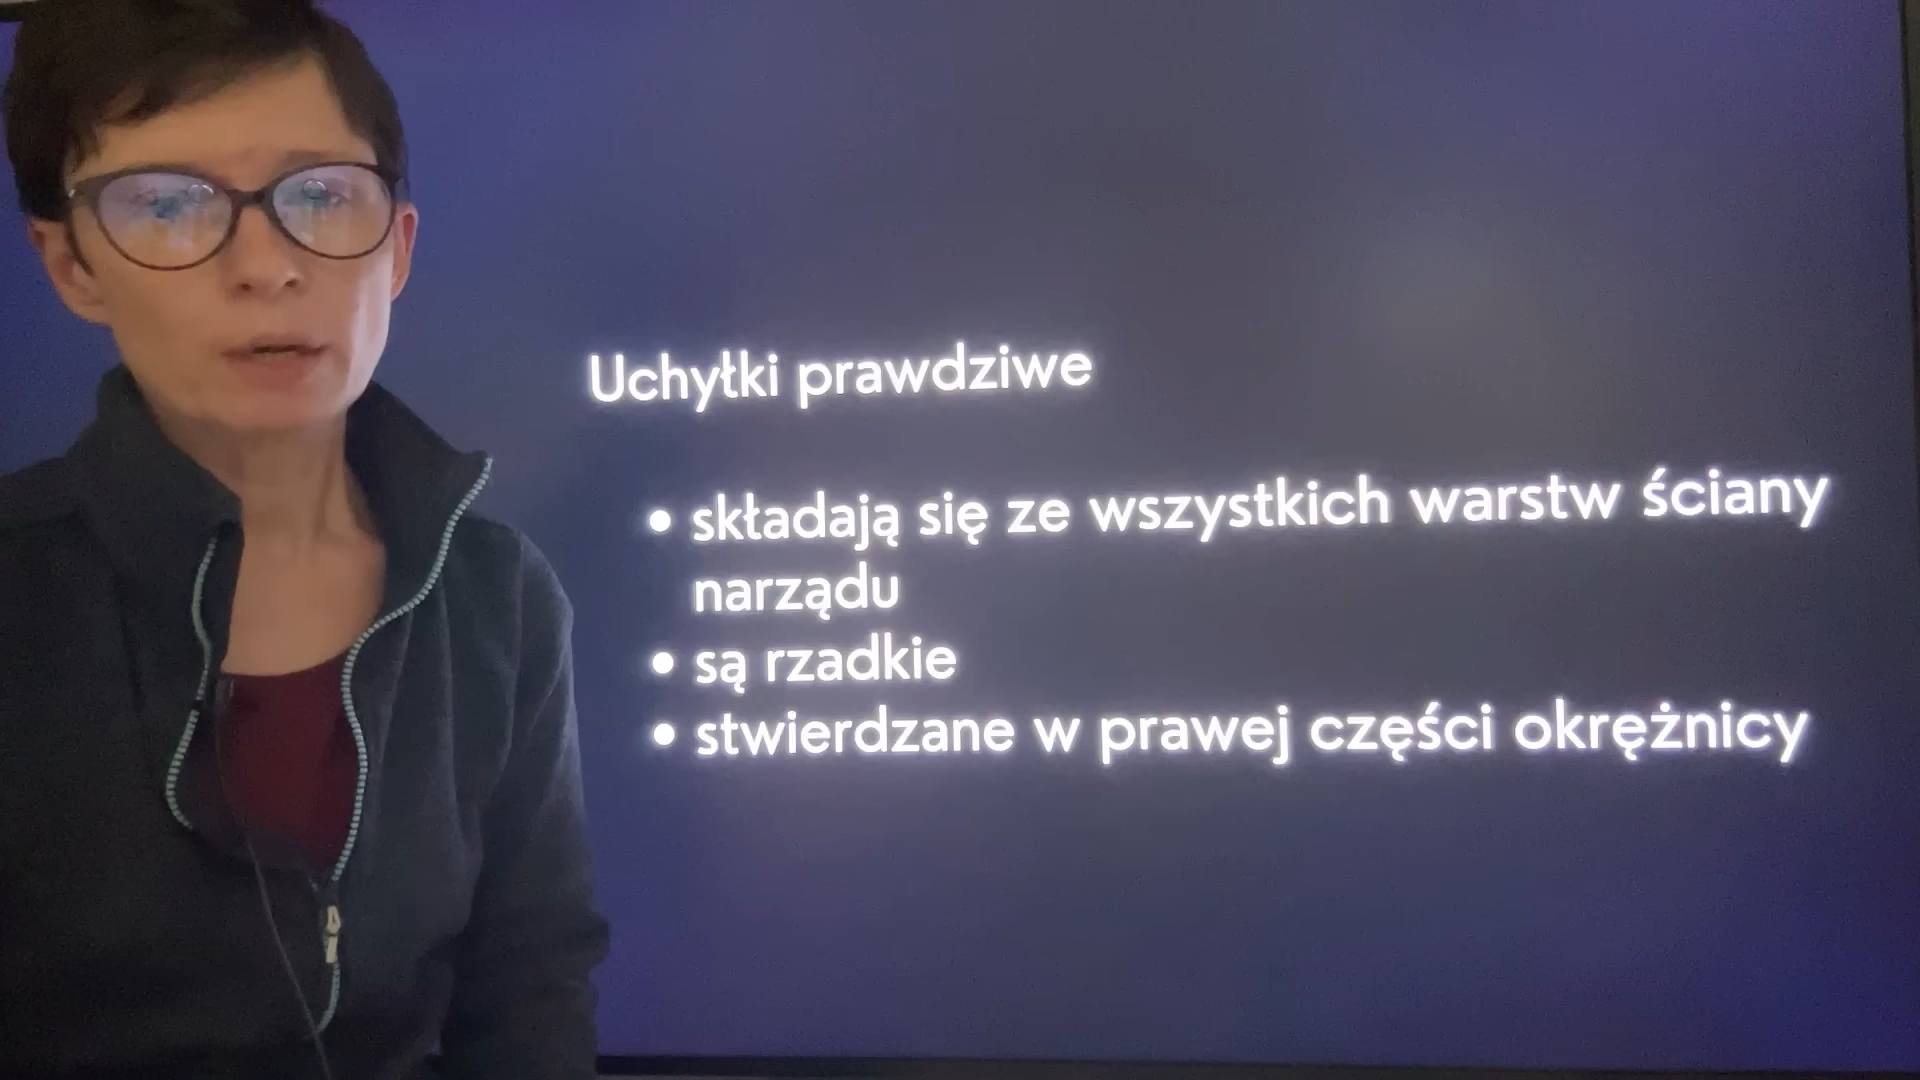 Uchyłki prawdziwe
• składają się ze wszystkich warstw ściany
narządu
• są rzadkie
• stwierdzane w prawej części okrężnicy